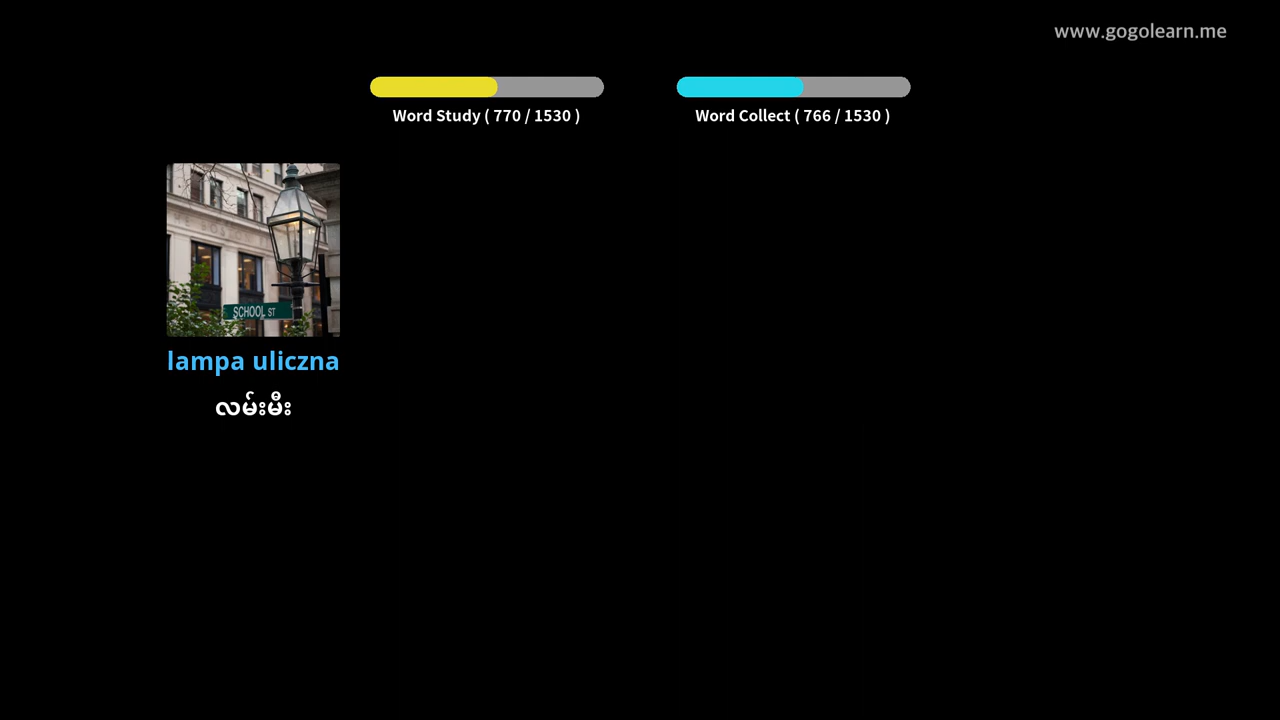 www.gogolearn.me
Word Study ( 770 / 1530 )
Word Collect ( 766 / 1530 )
SCHOOL ST
lampa uliczna
လမ်းမီး